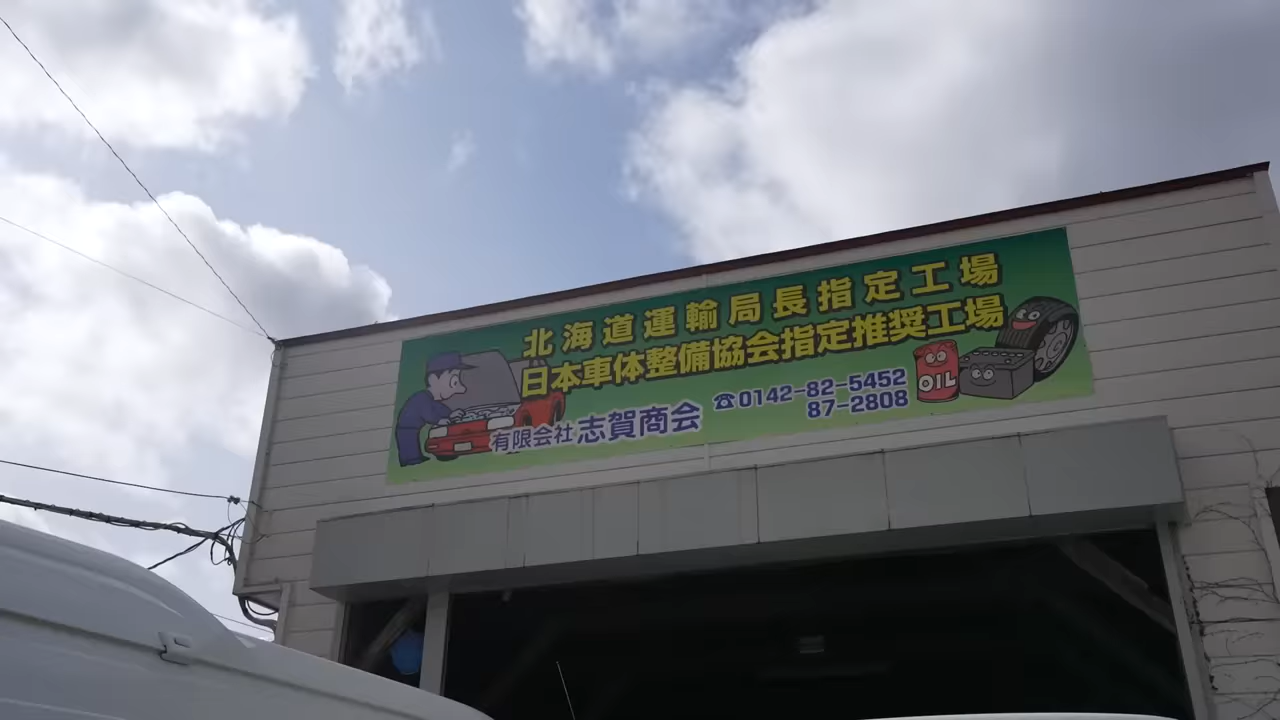 北海道運輸局長指定工場
日本車体整備協会指定推奨工場
有限会社志賀商会
☎0142-82-5452
87-2808
OIL